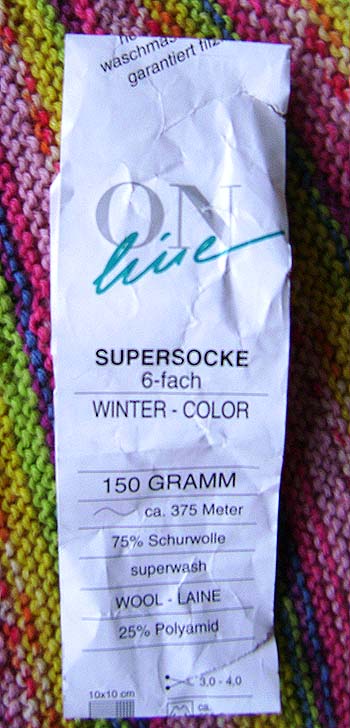 he
waschmas
garantiert filz
ON
line
SUPERSOCKE
6-fach
WINTER - COLOR
150 GRAMM
ca. 375 Meter
75% Schurwolle
superwash
WOOL - LAINE
25% Polyamid
3,0 - 4,0
10x10 cm
ca.